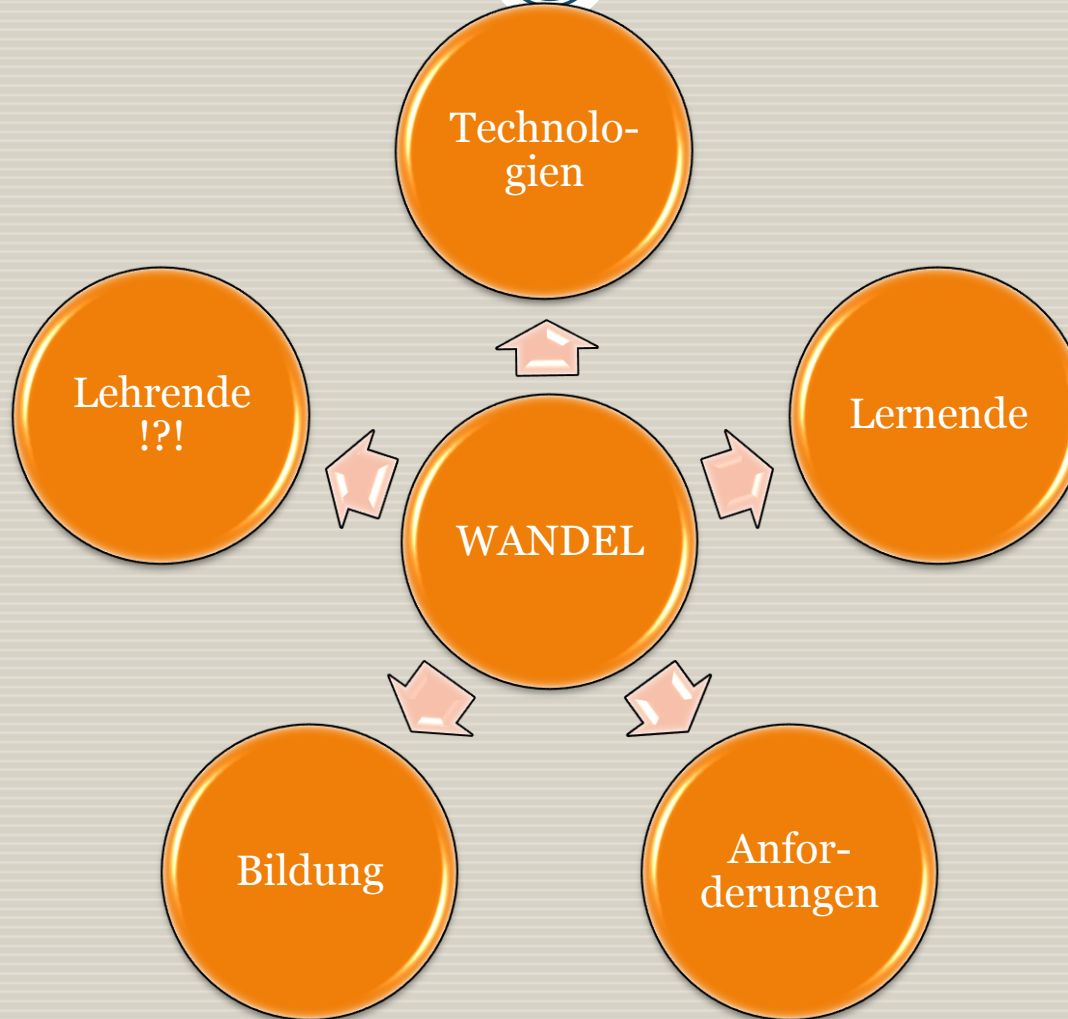 Technolo-
gien
Lehrende
!?!
Lernende
WANDEL
Bildung
Anfor-
derungen